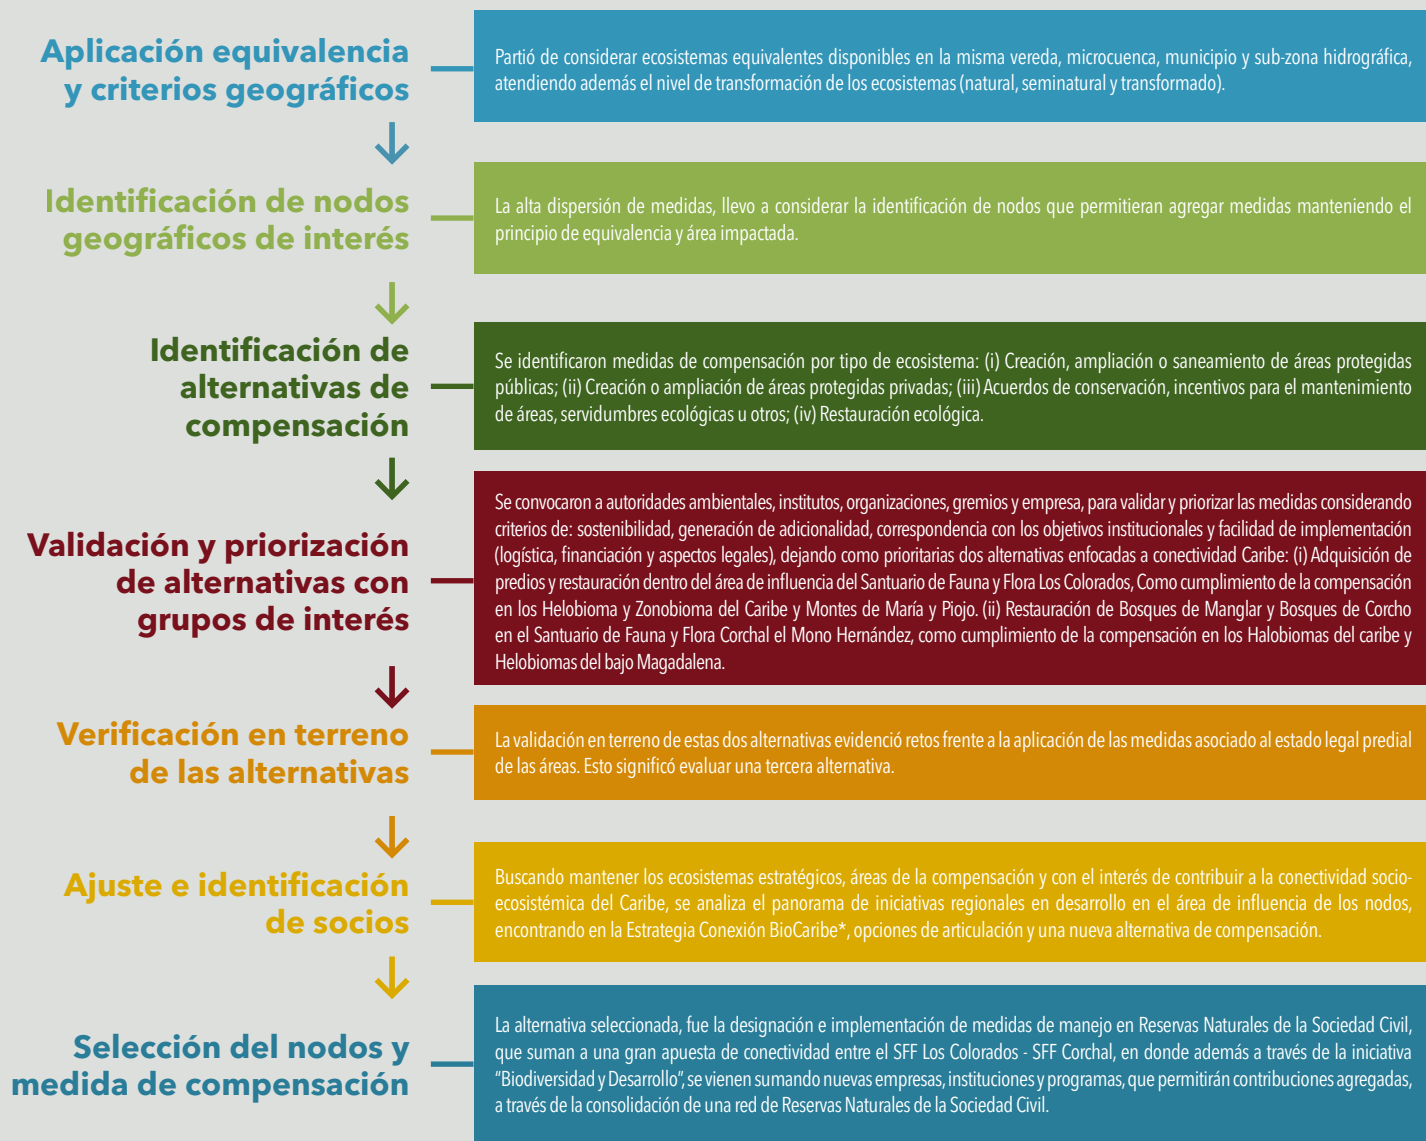 Aplicación equivalencia
y criterios geográficos
Partió de considerar ecosistemas equivalentes disponibles en la misma vereda, microcuenca, municipio y sub-zona hidrográfica,
atendiendo además el nivel de transformación de los ecosistemas (natural, seminatural y transformado).
Identificación de nodos
geográficos de interés
La alta dispersión de medidas, llevo a considerar la identificación de nodos que permitieran agregar medidas manteniendo el
principio de equivalencia y área impactada.
Identificación de
alternativas de
compensación
Se identificaron medidas de compensación por tipo de ecosistema: (i) Creación, ampliación o saneamiento de áreas protegidas
públicas; (ii) Creación o ampliación de áreas protegidas privadas; (iii) Acuerdos de conservación, incentivos para el mantenimiento
de áreas, servidumbres ecológicas u otros; (iv) Restauración ecológica.
Validación y priorización
de alternativas con
grupos de interés
Se convocaron a autoridades ambientales, institutos, organizaciones, gremios y empresa, para validar y priorizar las medidas considerando
criterios de: sostenibilidad, generación de adicionalidad, correspondencia con los objetivos institucionales y facilidad de implementación
(logística, financiación y aspectos legales), dejando como prioritarias dos alternativas enfocadas a conectividad Caribe: (i) Adquisición de
predios y restauración dentro del área de influencia del Santuario de Fauna y Flora Los Colorados, Como cumplimiento de la compensación
en los Helobioma y Zonobioma del Caribe y Montes de María y Piojo. (ii) Restauración de Bosques de Manglar y Bosques de Corcho
en el Santuario de Fauna y Flora Corchal el Mono Hernández, como cumplimiento de la compensación en los Halobiomas del caribe y
Helobiomas del bajo Magadalena.
Verificación en terreno
de las alternativas
La validación en terreno de estas dos alternativas evidenció retos frente a la aplicación de las medidas asociado al estado legal predial
de las áreas. Esto significó evaluar una tercera alternativa.
Ajuste e identificación
de socios
Buscando mantener los ecosistemas estratégicos, áreas de la compensación y con el interés de contribuir a la conectividad socio-
ecosistémica del Caribe, se analiza el panorama de iniciativas regionales en desarrollo en el área de influencia de los nodos,
encontrando en la Estrategia Conexión BioCaribe*, opciones de articulación y una nueva alternativa de compensación.
Selección del nodos y
medida de compensación
La alternativa seleccionada, fue la designación e implementación de medidas de manejo en Reservas Naturales de la Sociedad Civil,
que suman a una gran apuesta de conectividad entre el SFF Los Colorados - SFF Corchal, en donde además a través de la iniciativa
"Biodiversidad y Desarrollo", se vienen sumando nuevas empresas, instituciones y programas, que permitirán contribuciones agregadas,
a través de la consolidación de una red de Reservas Naturales de la Sociedad Civil.